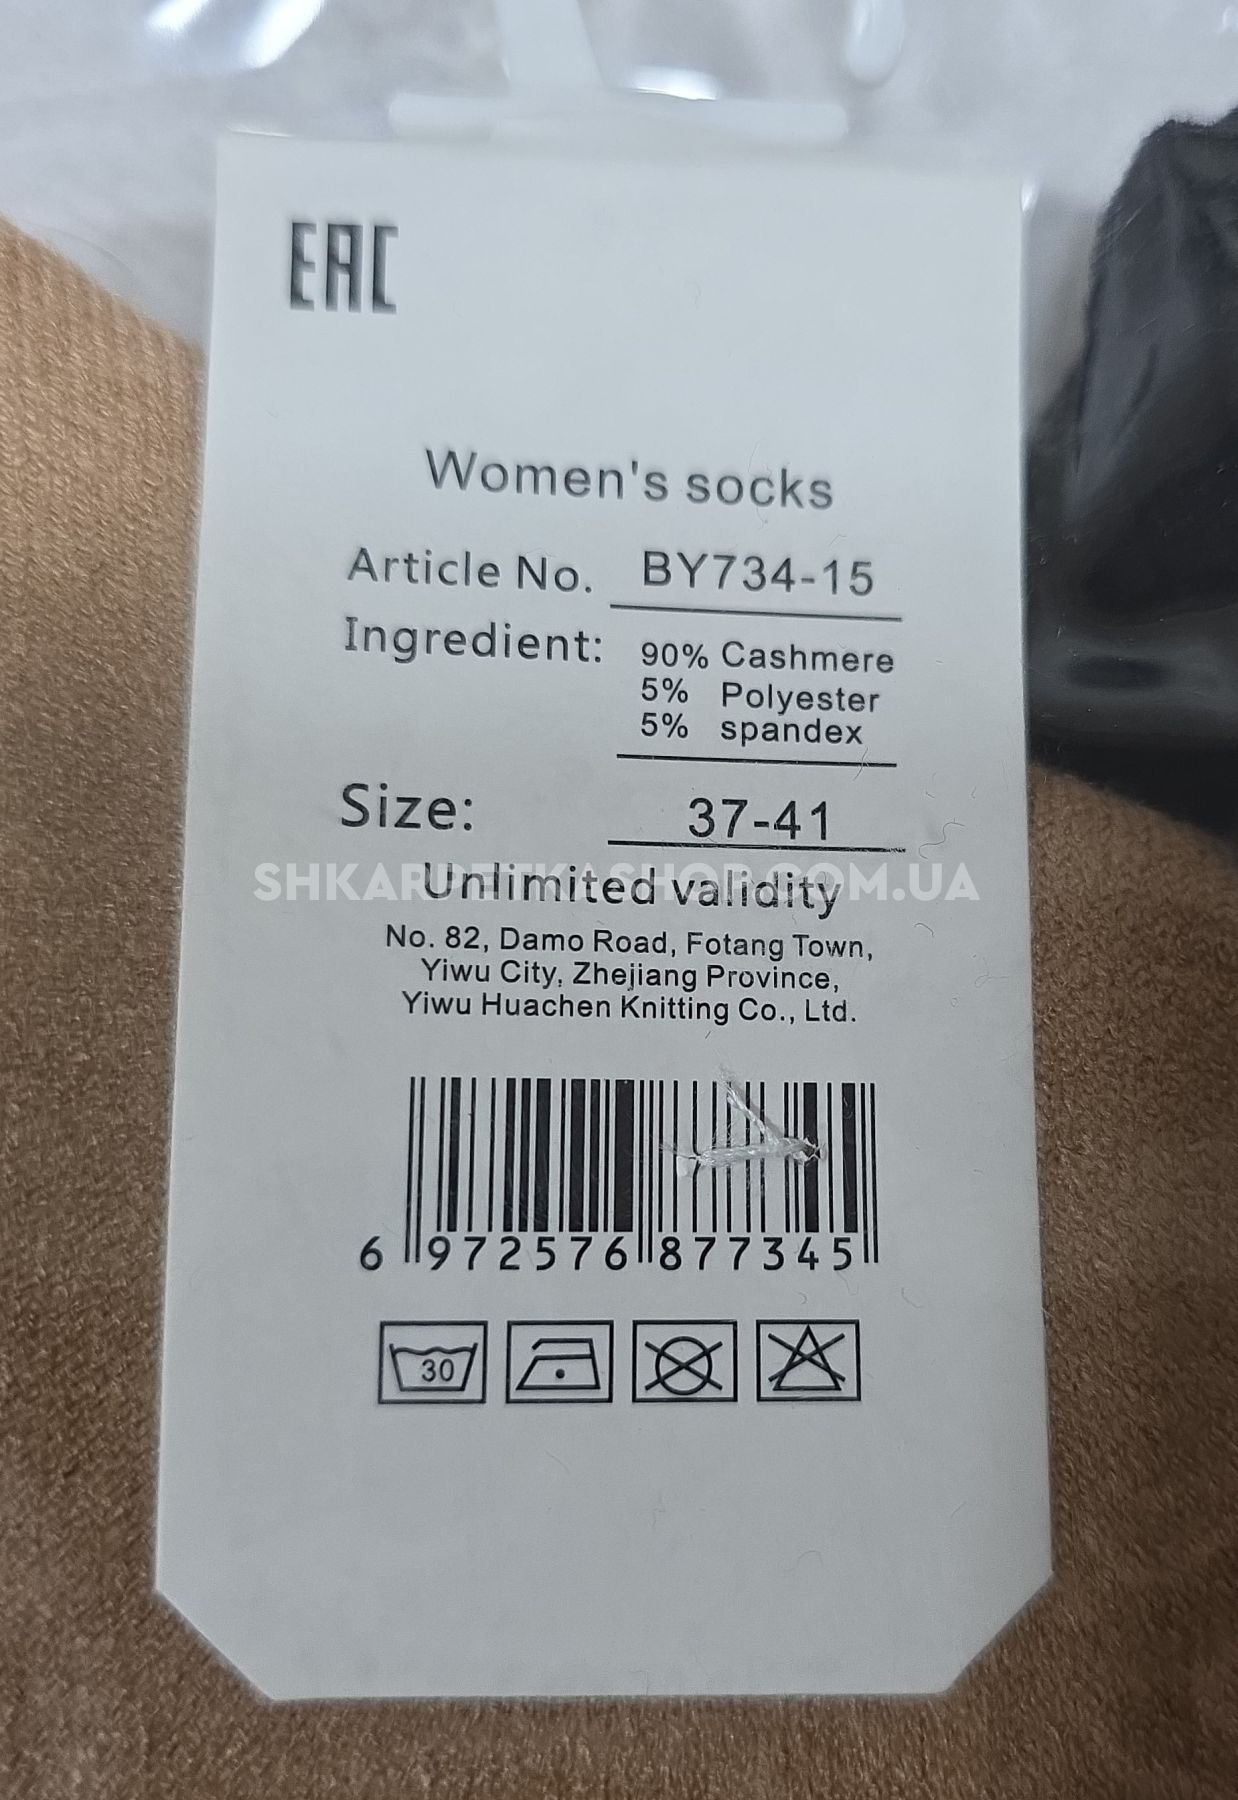 EAC
Women's socks
Article No. BY734-15
Ingredient: 90% Cashmere
5% Polyester
5% spandex
Size: 37-41
SHKARPETKASHOP.COM.UA
Unlimited validity
No. 82, Damo Road, Fotang Town,
Yiwu City, Zhejiang Province,
Yiwu Huachen Knitting Co., Ltd.
6 972576 877345
30